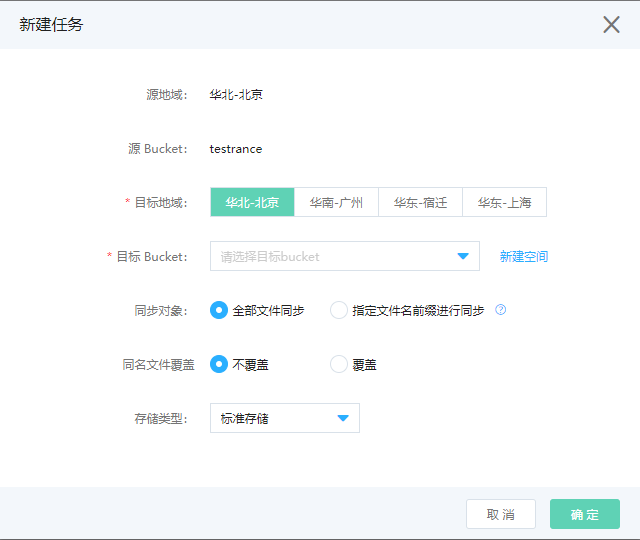 新建任务
源地域： 华北-北京
源 Bucket： testrance
* 目标地域： 华北-北京 华南-广州 华东-宿迁 华东-上海
* 目标 Bucket： 请选择目标bucket 新建空间
同步对象： 全部文件同步 指定文件名前缀进行同步 ?
同名文件覆盖 不覆盖 覆盖
存储类型： 标准存储
取 消 确 定